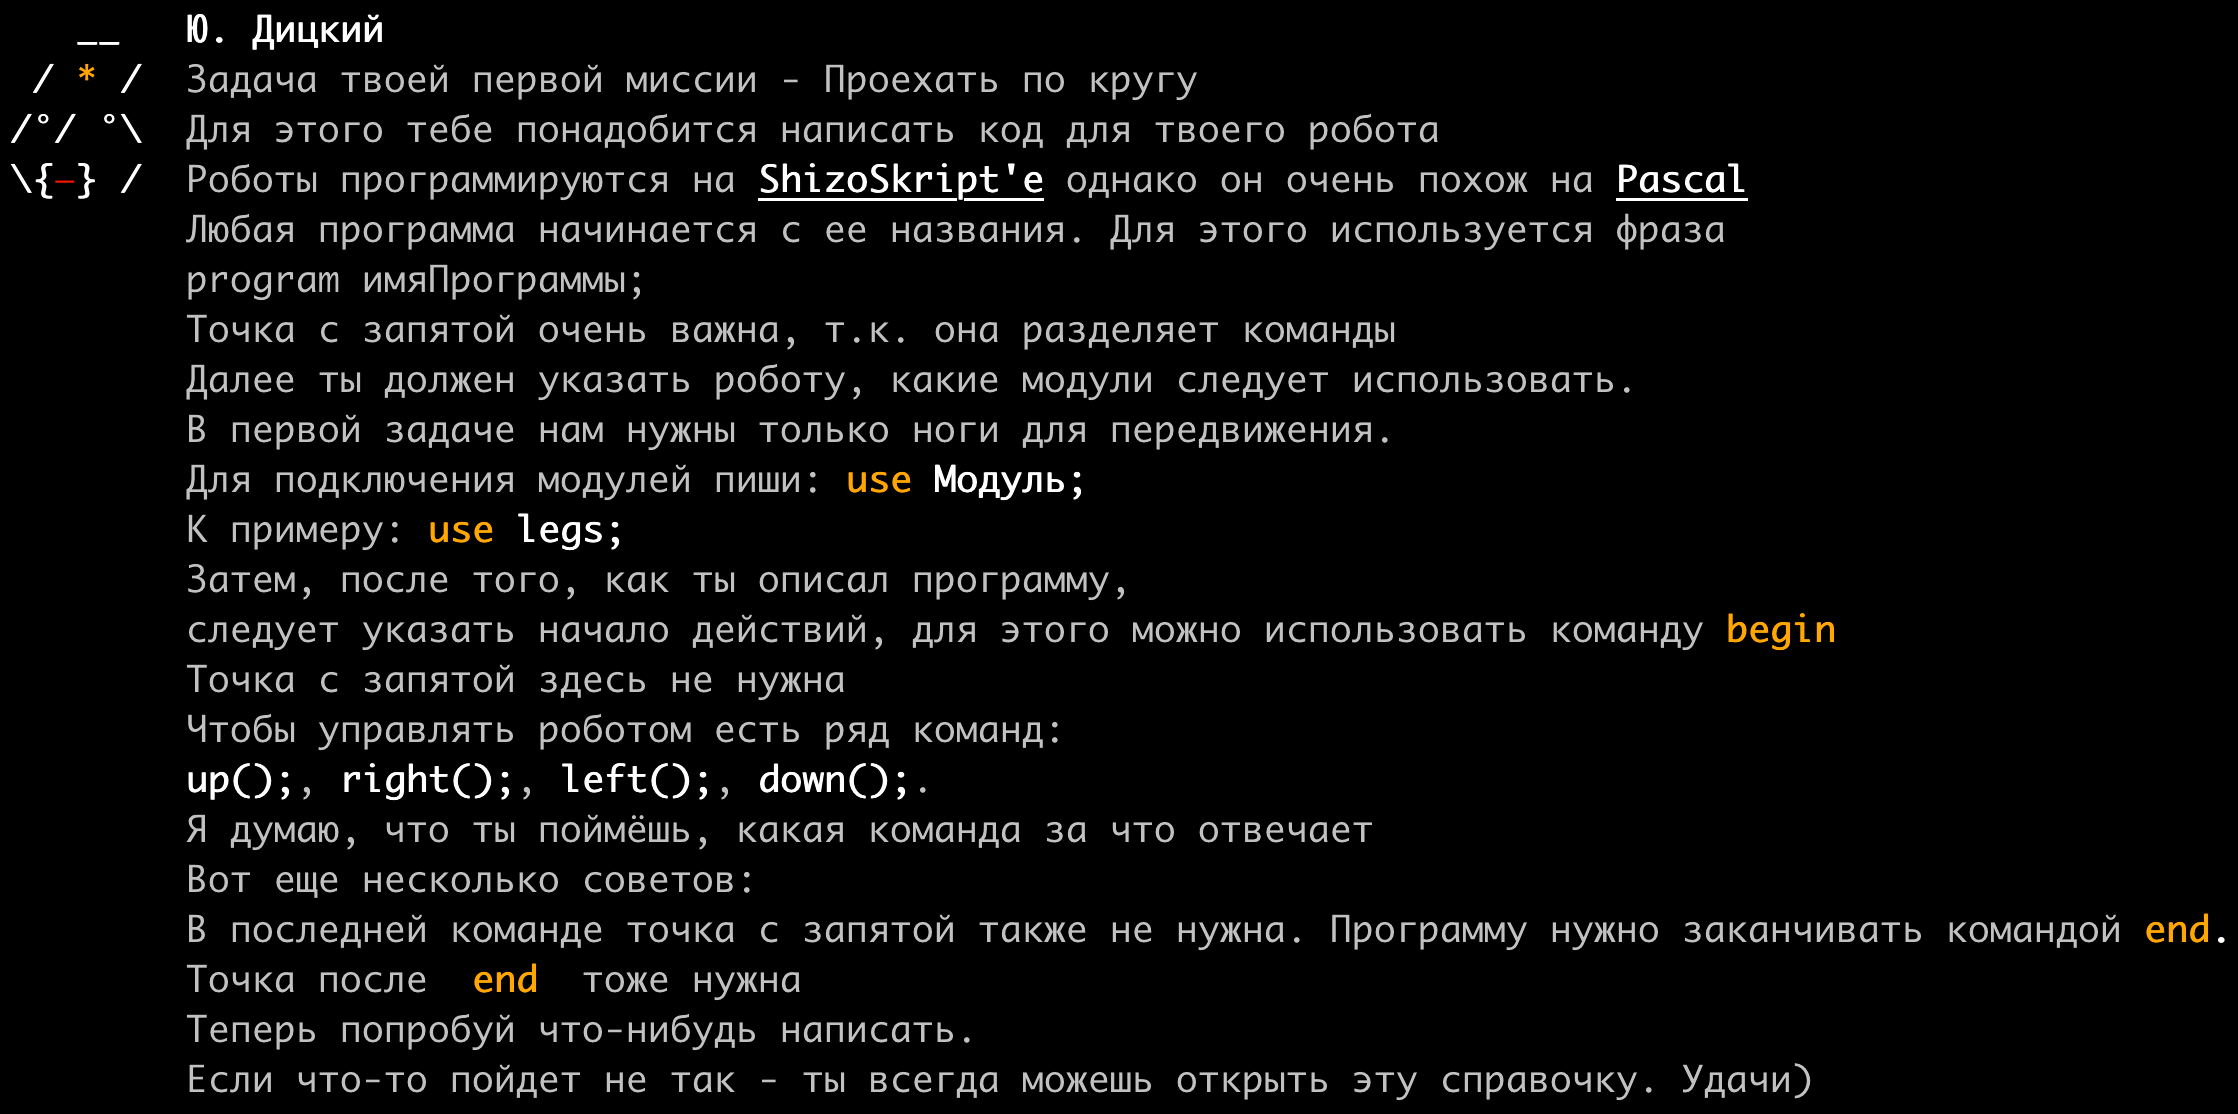 Ю. Дицкий
Задача твоей первой миссии - Проехать по кругу
Для этого тебе понадобится написать код для твоего робота
Роботы программируются на ShizoSkript'е однако он очень похож на Pascal
Любая программа начинается с ее названия. Для этого используется фраза
program имяПрограммы;
Точка с запятой очень важна, т.к. она разделяет команды
Далее ты должен указать роботу, какие модули следует использовать.
В первой задаче нам нужны только ноги для передвижения.
Для подключения модулей пиши: use Модуль;
К примеру: use legs;
Затем, после того, как ты описал программу,
следует указать начало действий, для этого можно использовать команду begin
Точка с запятой здесь не нужна
Чтобы управлять роботом есть ряд команд:
up();, right();, left();, down();.
Я думаю, что ты поймёшь, какая команда за что отвечает
Вот еще несколько советов:
В последней команде точка с запятой также не нужна. Программу нужно заканчивать командой end.
Точка после end тоже нужна
Теперь попробуй что-нибудь написать.
Если что-то пойдет не так - ты всегда можешь открыть эту справочку. Удачи)